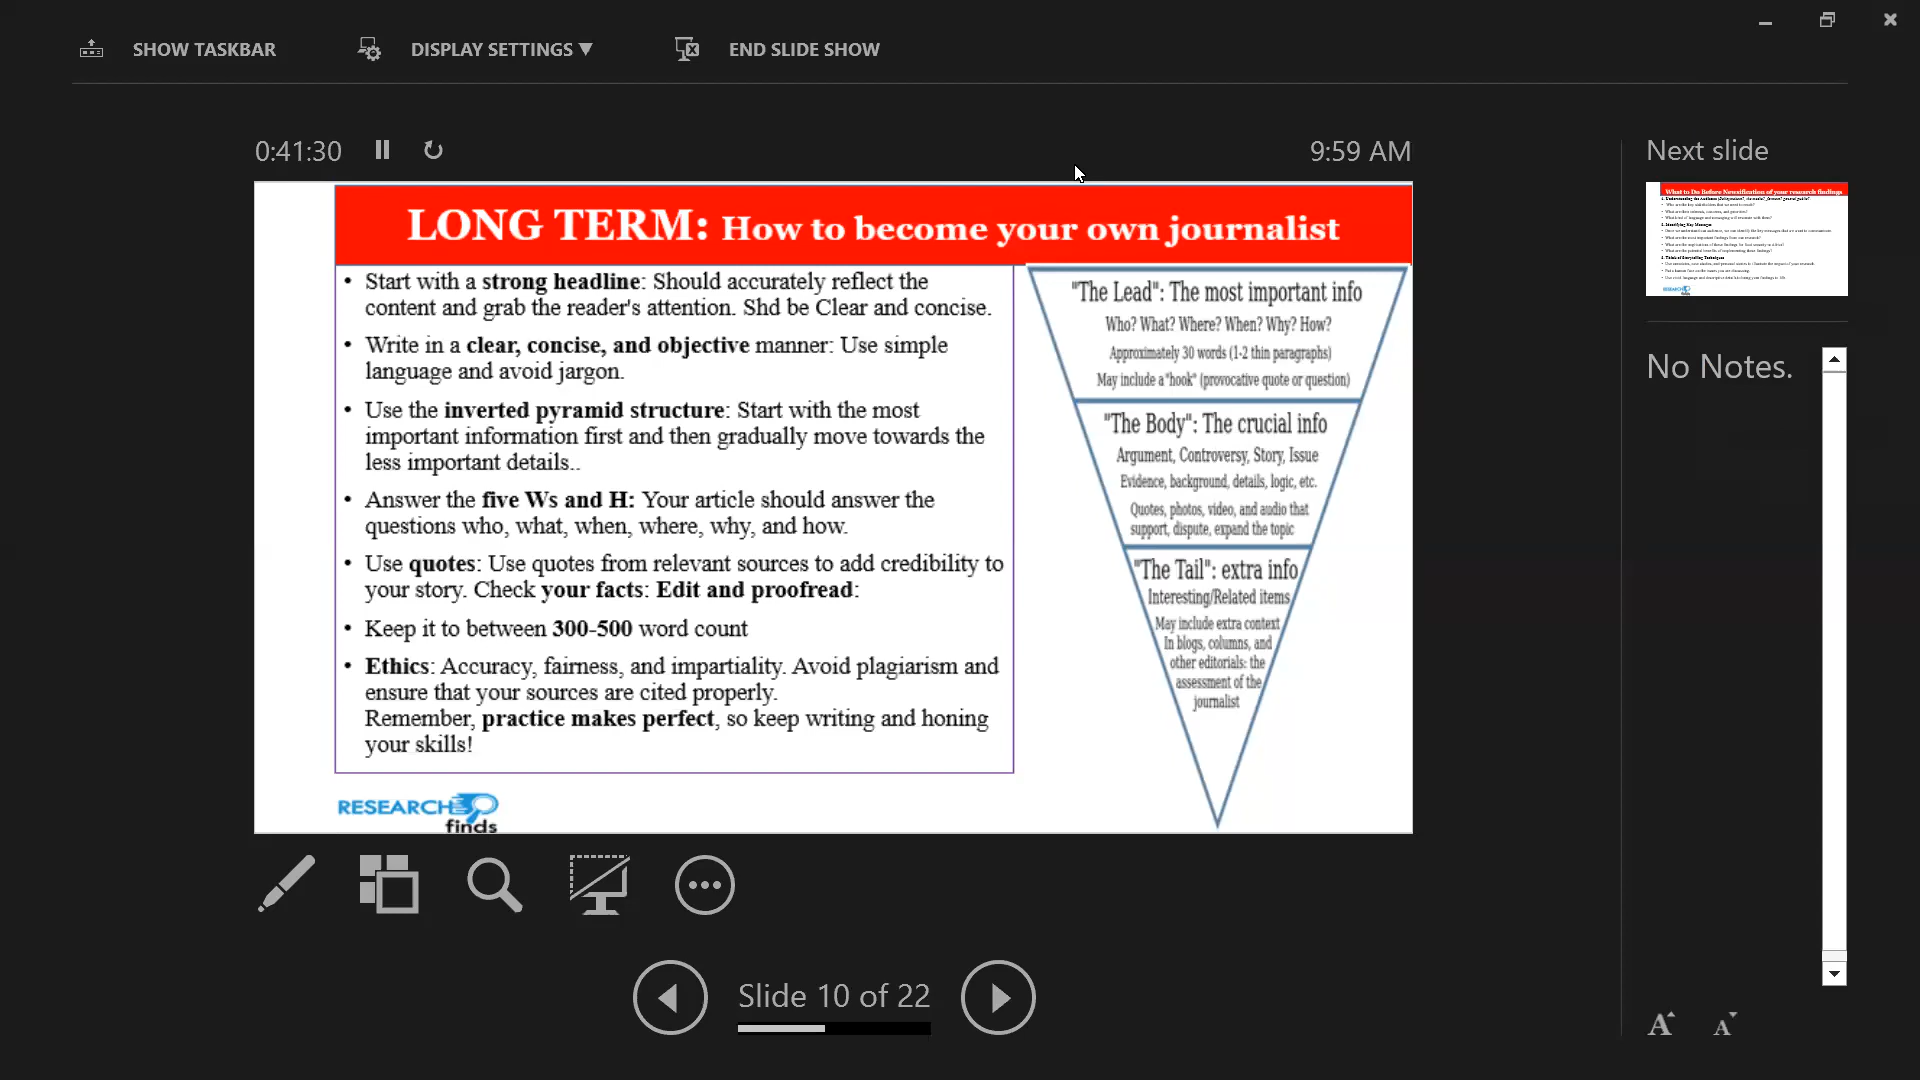 SHOW TASKBAR
DISPLAY SETTINGS ▼
END SLIDE SHOW
0:41:30
9:59 AM
LONG TERM: How to become your own journalist
• Start with a strong headline: Should accurately reflect the
content and grab the reader's attention. Shd be Clear and concise.
• Write in a clear, concise, and objective manner: Use simple
language and avoid jargon.
• Use the inverted pyramid structure: Start with the most
important information first and then gradually move towards the
less important details..
• Answer the five Ws and H: Your article should answer the
questions who, what, when, where, why, and how.
• Use quotes: Use quotes from relevant sources to add credibility to
your story. Check your facts: Edit and proofread:
• Keep it to between 300-500 word count
• Ethics: Accuracy, fairness, and impartiality. Avoid plagiarism and
ensure that your sources are cited properly.
Remember, practice makes perfect, so keep writing and honing
your skills!
"The Lead": The most important info
Who? What? Where? When? Why? How?
Approximately 30 words (1-2 thin paragraphs)
May include a "hook" (provocative quote or question)
"The Body": The crucial info
Argument, Controversy, Story, Issue
Evidence, background, details, logic, etc.
Quotes, photos, video, and audio that
support, dispute, expand the topic
"The Tail": extra info
Interesting/Related items
May include extra context
In blogs, columns, and
other editorials: the
assessment of the
journalist
RESEARCH
finds
Slide 10 of 22
Next slide
What to Do Before Newsification of your research findings
No Notes.
A A